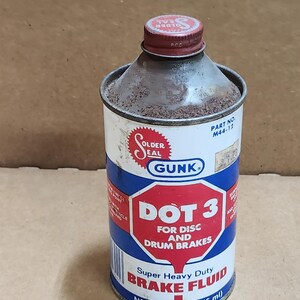 SOLDER
SEAL
GUNK
PART NO.
M44-12
SOLDER
SEAL
GUNK®
DOT 3
FOR DISC
AND
DRUM BRAKES
Super Heavy Duty
BRAKE FLUID